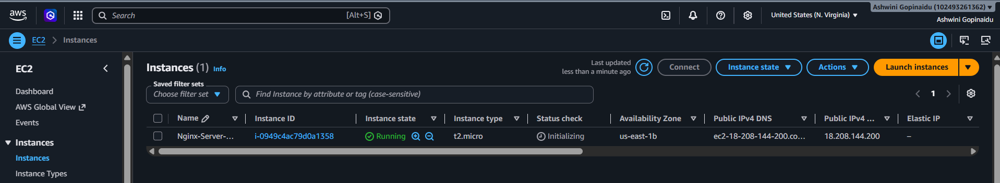 aws
Search
[Alt+S]
United States (N. Virginia)
Ashwini Gopinaidu (102493261362)
Ashwini Gopinaidu
EC2 Instances
EC2
Dashboard
AWS Global View
Events
Instances
Instances
Instance Types
Instances (1) Info
Last updated
less than a minute ago
Connect
Instance state
Actions
Launch instances
Saved filter sets
Choose filter set
Find Instance by attribute or tag (case-sensitive)
1
Name Instance ID Instance state Instance type Status check Availability Zone Public IPv4 DNS Public IPv4 ... Elastic IP
Nginx-Server-... i-0949c4ac79d0a1358 Running t2.micro Initializing us-east-1b ec2-18-208-144-200.co... 18.208.144.200 –